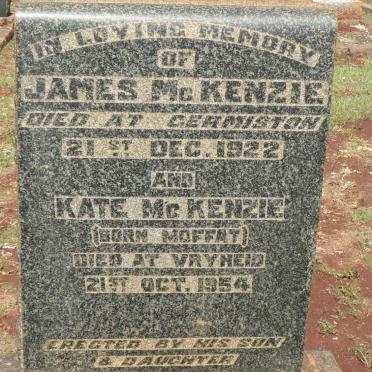 IN LOVING MEMORY
OF
JAMES McKENZIE
DIED AT GERMISTON
21ST DEC. 1922
AND
KATE McKENZIE
(BORN MOFFAT)
DIED AT VRYHEID
21ST OCT. 1954.
ERECTED BY HIS SON
& DAUGHTER